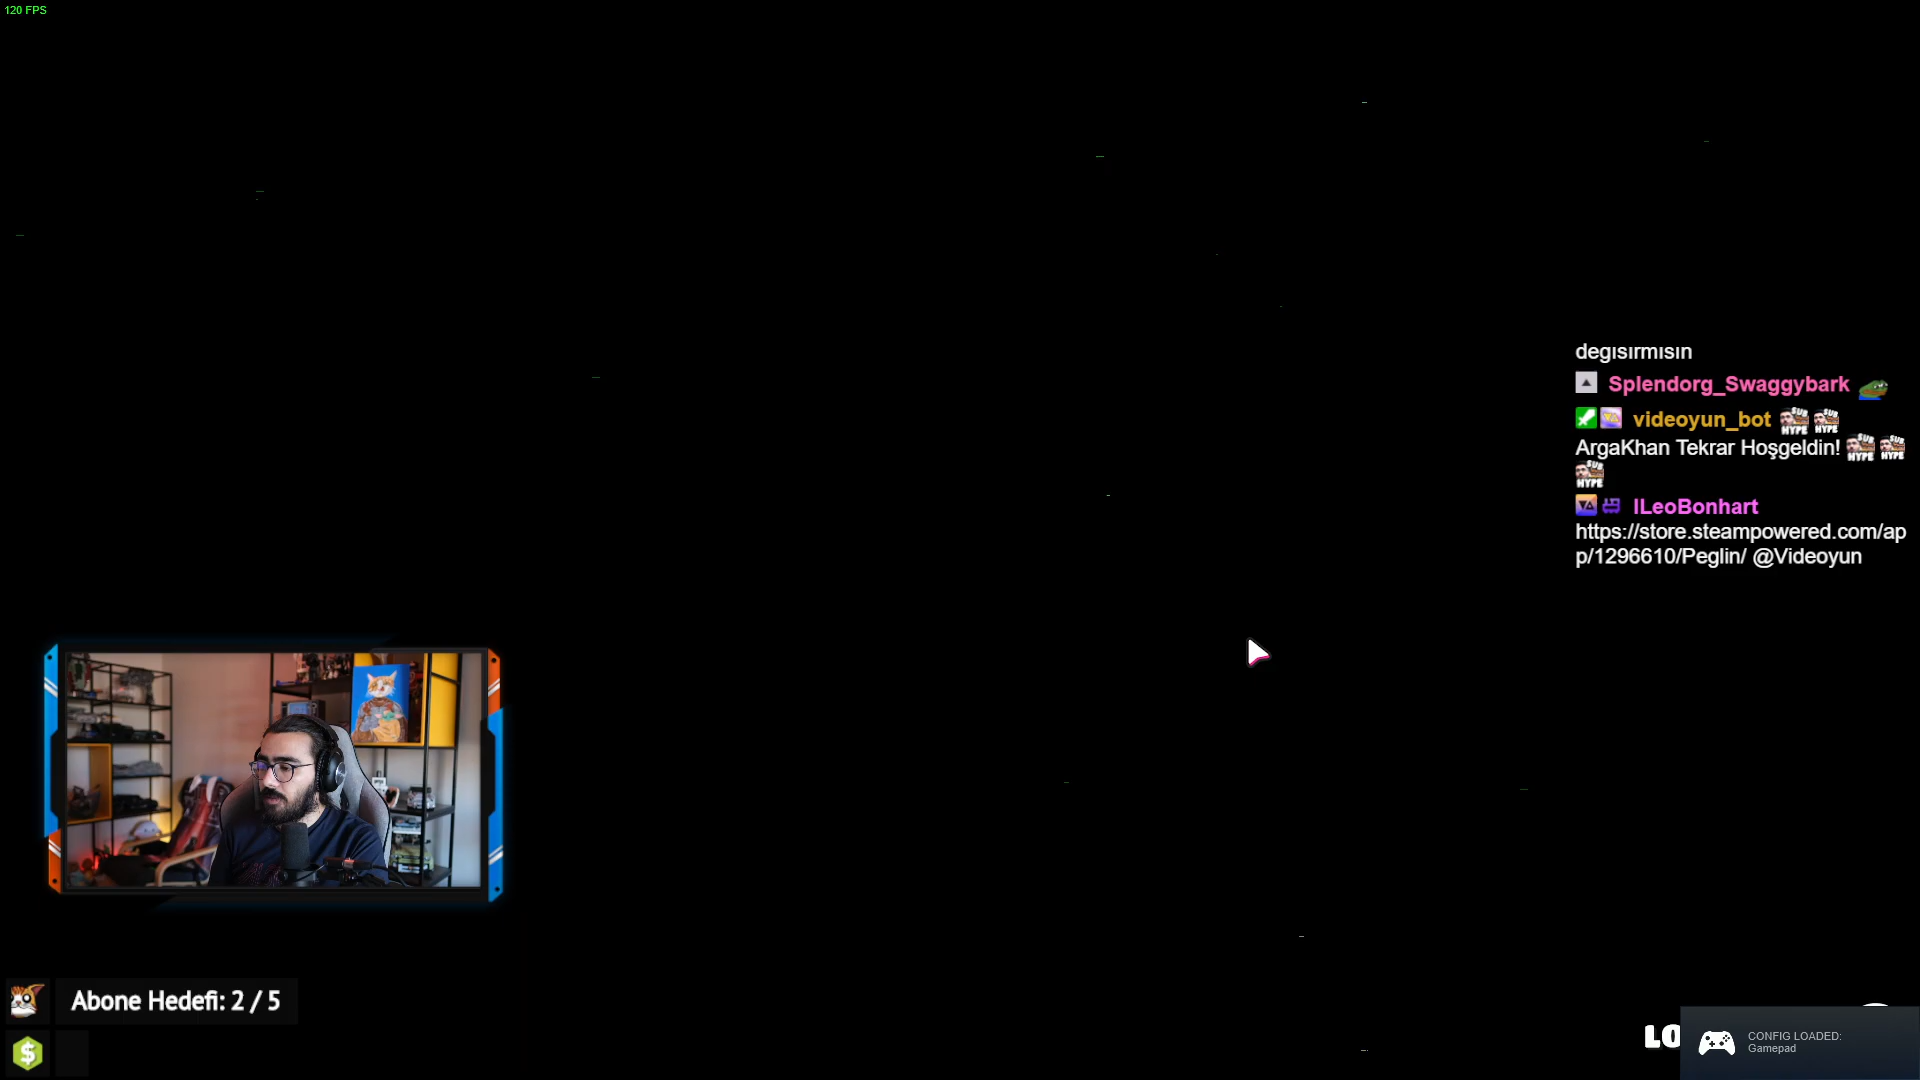 120 FPS
degısırmısın
Splendorg_Swaggybark
videoyun_bot
ArgaKhan Tekrar Hoşgeldin!
ILeoBonhart
https://store.steampowered.com/ap
p/1296610/Peglin/ @Videoyun
Abone Hedefi: 2 / 5
LO
CONFIG LOADED:
Gamepad